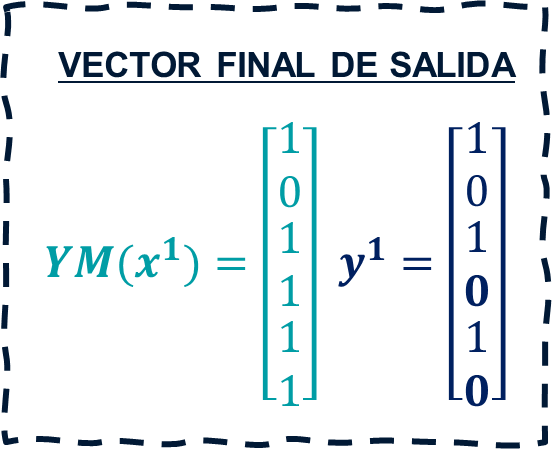 VECTOR FINAL DE SALIDA
YM(x¹) = [1 0 1 1 1 1] y¹ = [1 0 1 0 1 0]